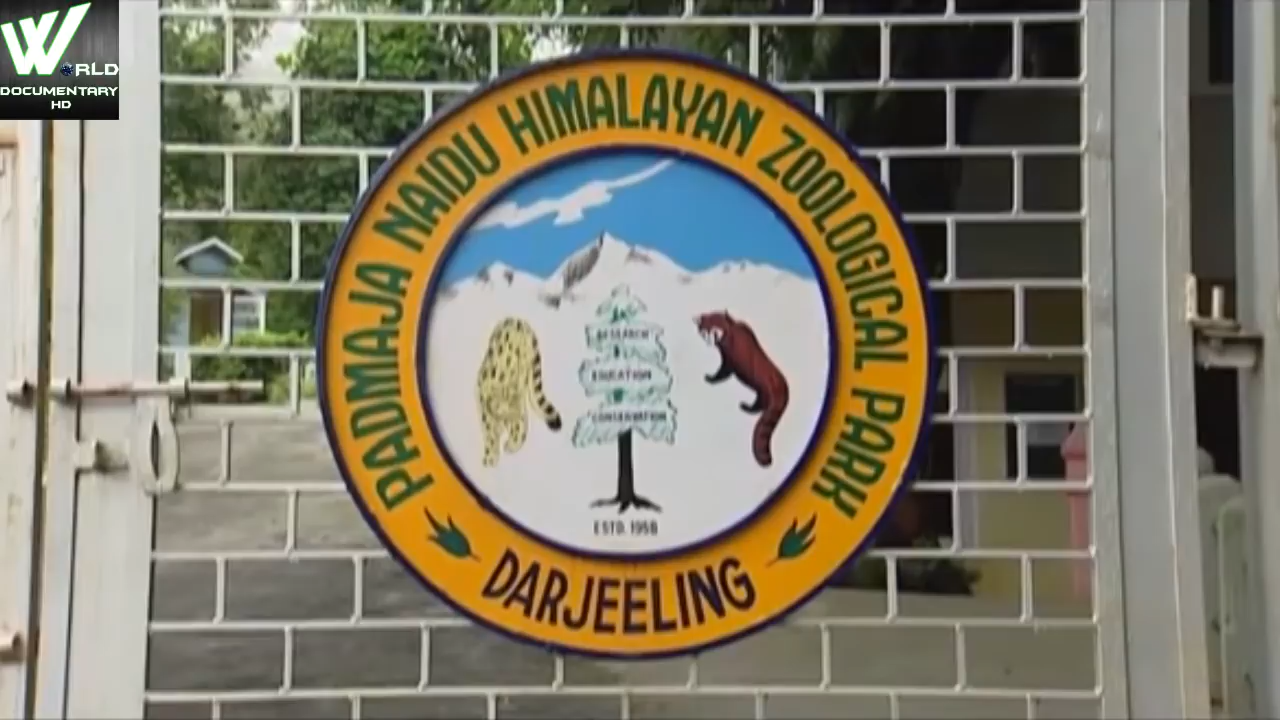 WORLD
DOCUMENTARY
HD
PADMAJA NAIDU HIMALAYAN ZOOLOGICAL PARK
RESEARCH
EDUCATION
CONSERVATION
ESTD. 1958
DARJEELING